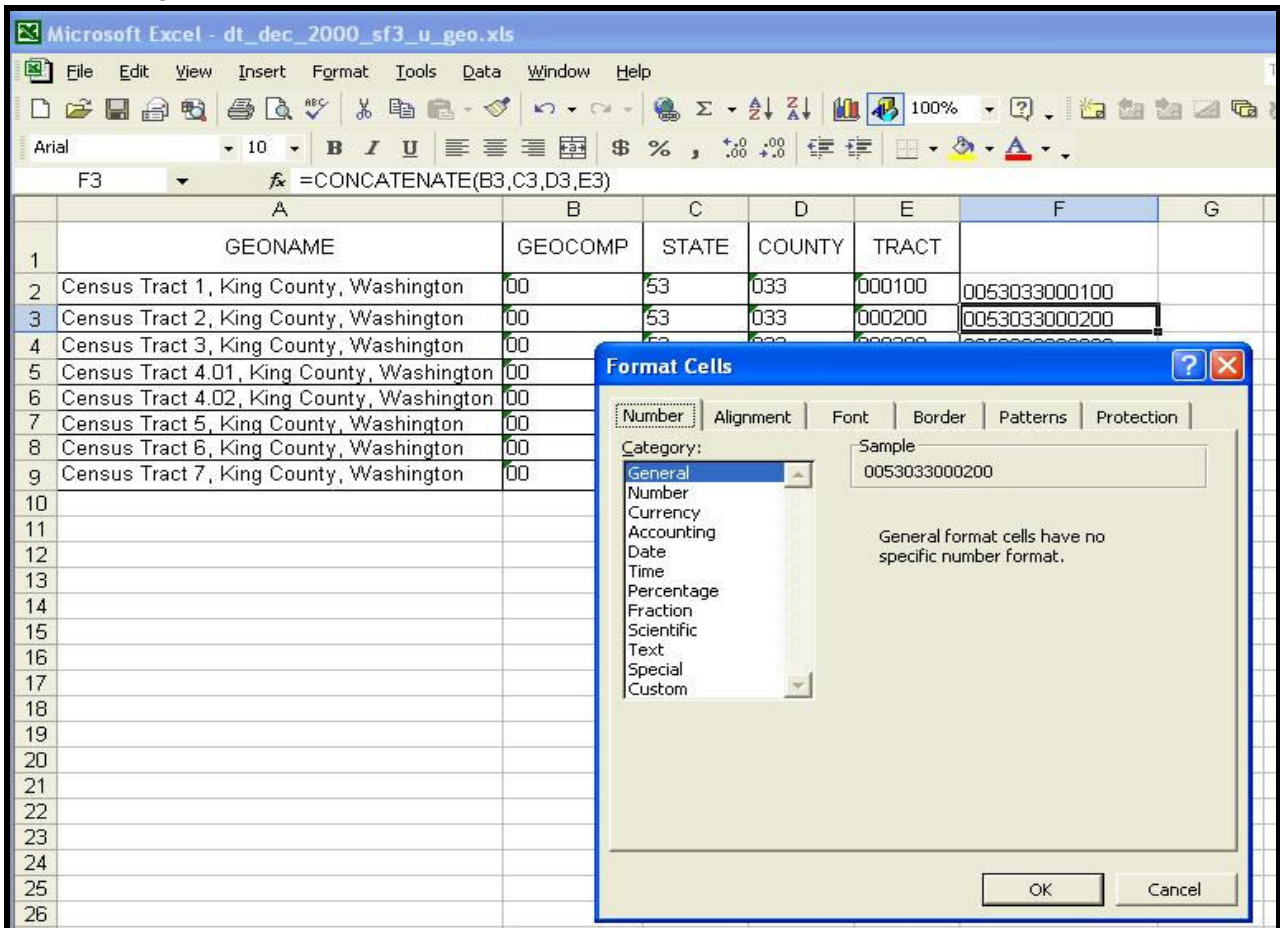 Microsoft Excel - dt_dec_2000_sf3_u_geo.xls
File Edit View Insert Format Tools Data Window Help
ABC Σ 100%
Arial 10 B I U $ % , .00 A
F3 fx =CONCATENATE(B3,C3,D3,E3)
A B C D E F G
1 GEONAME GEOCOMP STATE COUNTY TRACT
2 Census Tract 1, King County, Washington 00 53 033 000100 0053033000100
3 Census Tract 2, King County, Washington 00 53 033 000200 0053033000200
4 Census Tract 3, King County, Washington 00
5 Census Tract 4.01, King County, Washington 00
6 Census Tract 4.02, King County, Washington 00
7 Census Tract 5, King County, Washington 00
8 Census Tract 6, King County, Washington 00
9 Census Tract 7, King County, Washington 00
10
11
12
13
14
15
16
17
18
19
20
21
22
23
24
25
26
Format Cells
Number Alignment Font Border Patterns Protection
Category:
General
Number
Currency
Accounting
Date
Time
Percentage
Fraction
Scientific
Text
Special
Custom
Sample
0053033000200
General format cells have no
specific number format.
OK Cancel